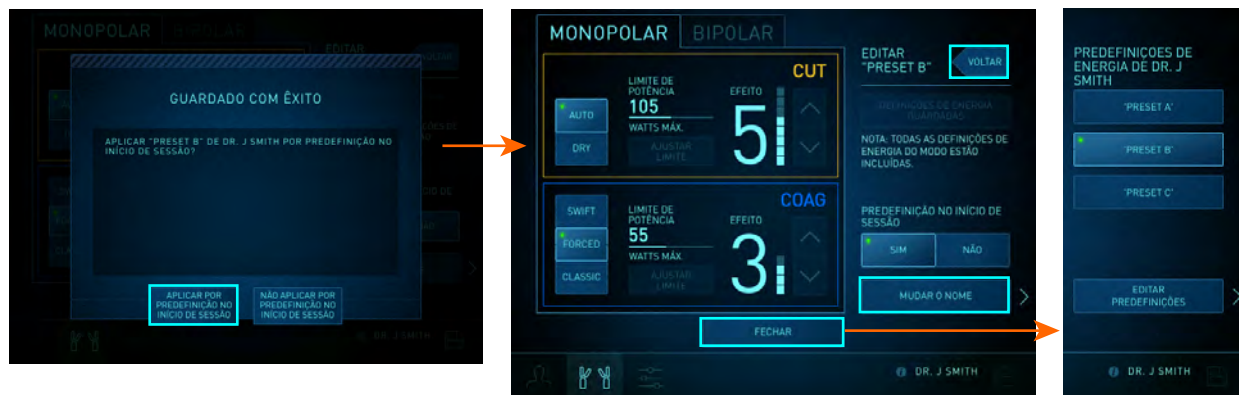 MONOPOLAR
BIPOLAR
EDITAR
VOLTAR
GUARDADO COM ÊXITO
APLICAR "PRESET B" DE DR. J SMITH POR PREDEFINIÇÃO NO
INÍCIO DE SESSÃO?
APLICAR POR
PREDEFINIÇÃO NO
INÍCIO DE SESSÃO
NÃO APLICAR POR
PREDEFINIÇÃO NO
INÍCIO DE SESSÃO
DR. J SMITH
MONOPOLAR
BIPOLAR
CUT
AUTO
DRY
LIMITE DE
POTÊNCIA
105
WATTS MÁX.
AJUSTAR
LIMITE
EFEITO
5
COAG
SWIFT
FORCED
CLASSIC
LIMITE DE
POTÊNCIA
55
WATTS MÁX.
AJUSTAR
LIMITE
EFEITO
3
FECHAR
EDITAR
"PRESET B"
VOLTAR
DEFINIÇÕES DE ENERGIA
GUARDADAS
NOTA: TODAS AS DEFINIÇÕES DE
ENERGIA DO MODO ESTÃO
INCLUÍDAS.
PREDEFINIÇÃO NO INÍCIO DE
SESSÃO
SIM
NÃO
MUDAR O NOME
DR. J SMITH
PREDEFINIÇOES DE
ENERGIA DE DR. J
SMITH
"PRESET A"
"PRESET B"
"PRESET C"
EDITAR
PREDEFINIÇÕES
DR. J SMITH